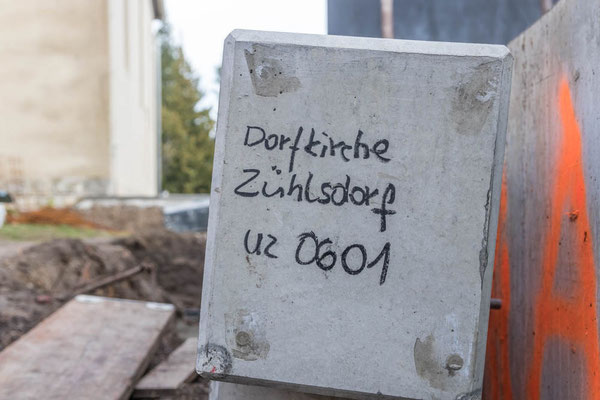 Dorfkirche
Zühlsdorf
uz 0601